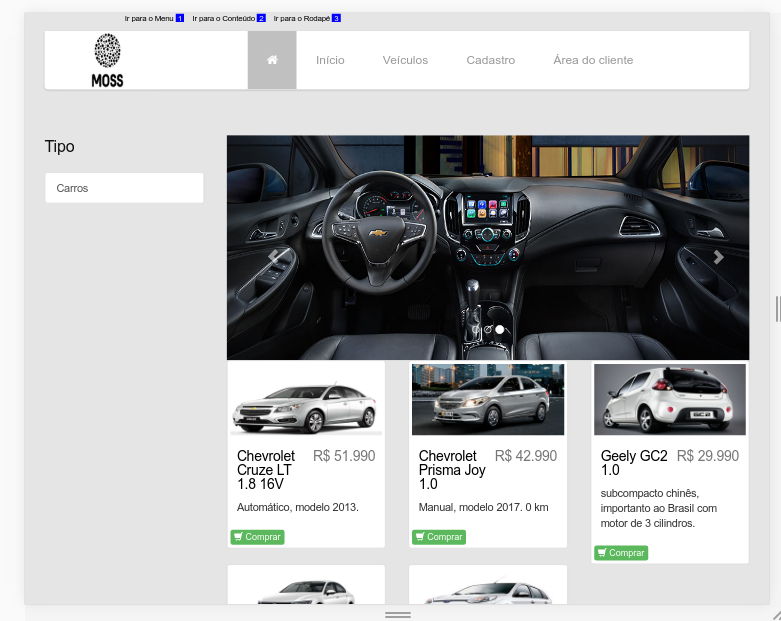 Ir para o Menu 1 Ir para o Conteúdo 2 Ir para o Rodapé 3
MOSS
Início Veículos Cadastro Área do cliente
Tipo
Carros
Chevrolet Cruze LT 1.8 16V
R$ 51.990
Automático, modelo 2013.
Comprar
Chevrolet Prisma Joy 1.0
R$ 42.990
Manual, modelo 2017. 0 km
Comprar
GC2
Geely GC2 1.0
R$ 29.990
subcompacto chinês,
importanto ao Brasil com
motor de 3 cilindros.
Comprar